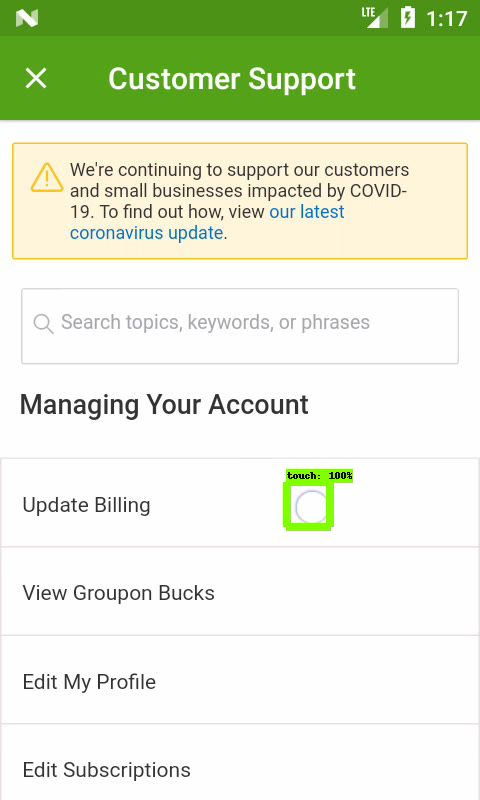 LTE 1:17
Customer Support
We're continuing to support our customers
and small businesses impacted by COVID-
19. To find out how, view our latest
coronavirus update.
Search topics, keywords, or phrases
Managing Your Account
touch: 100%
Update Billing
View Groupon Bucks
Edit My Profile
Edit Subscriptions